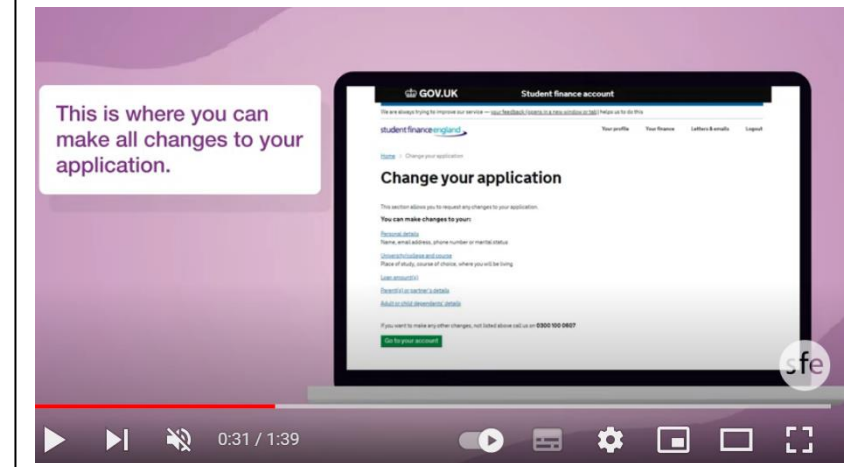 This is where you can
make all changes to your
application.
GOV.UK
Student finance account
We are always trying to improve our service — your feedback (opens in a new window or tab) helps us to do this
studentfinanceengland
Your profile Your finance Letters & emails Logout
Home > Change your application
Change your application
This section allows you to request any changes to your application.
You can make changes to your:
Personal details
Name, email address, phone number or marital status
University/college and course
Place of study, course of choice, where you will be living
Loan amount(s)
Parent(s) or partner's details
Adult or child dependents' details
If you want to make any other changes, not listed above call us on 0300 100 0607
Go to your account
sfe
0:31 / 1:39